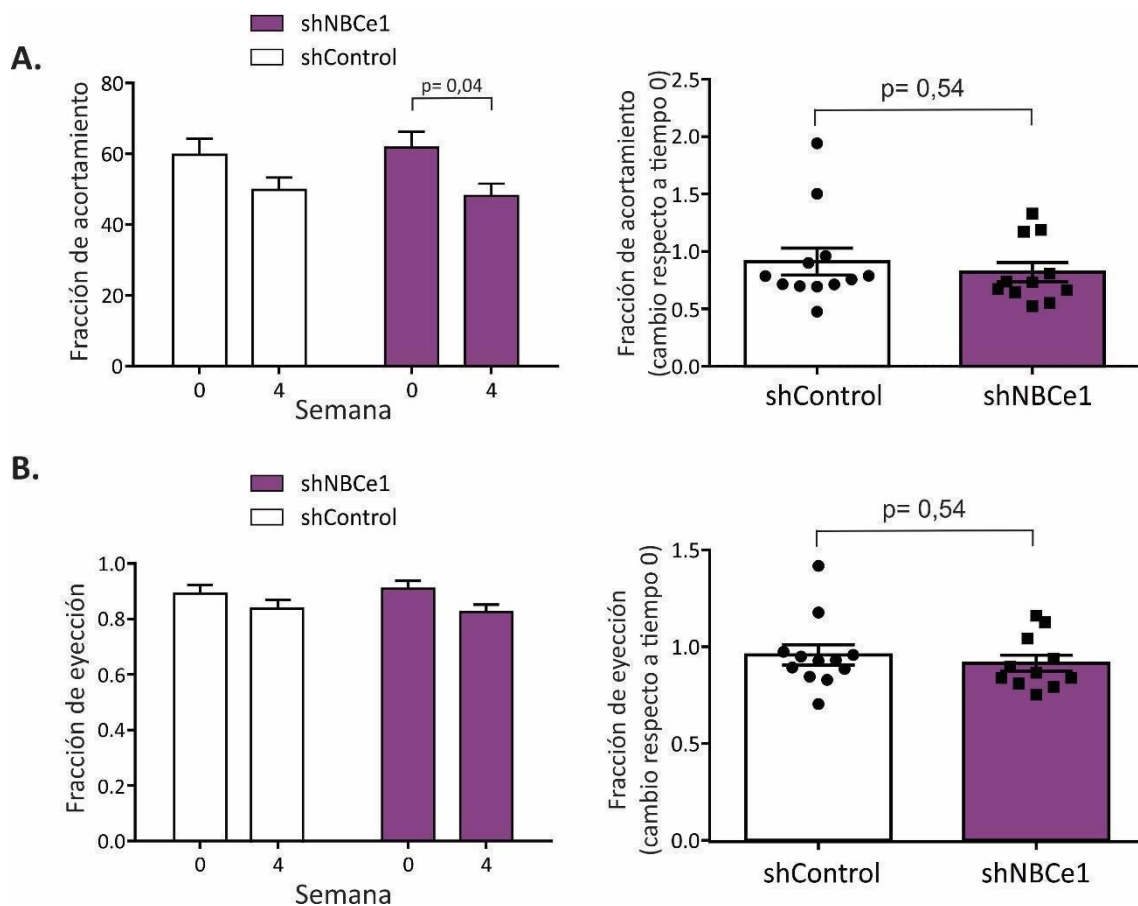 A.
shNBCe1
shControl
Fracción de acortamiento
80
60
40
20
0
p= 0,04
0
4
0
4
Semana
Fracción de acortamiento
(cambio respecto a tiempo 0)
2.5
2.0
1.5
1.0
0.5
0.0
p= 0,54
shControl
shNBCe1
B.
shNBCe1
shControl
Fracción de eyección
1.0
0.8
0.6
0.4
0.2
0.0
0
4
0
4
Semana
Fracción de eyección
(cambio respecto a tiempo 0)
1.5
1.0
0.5
0.0
p= 0,54
shControl
shNBCe1